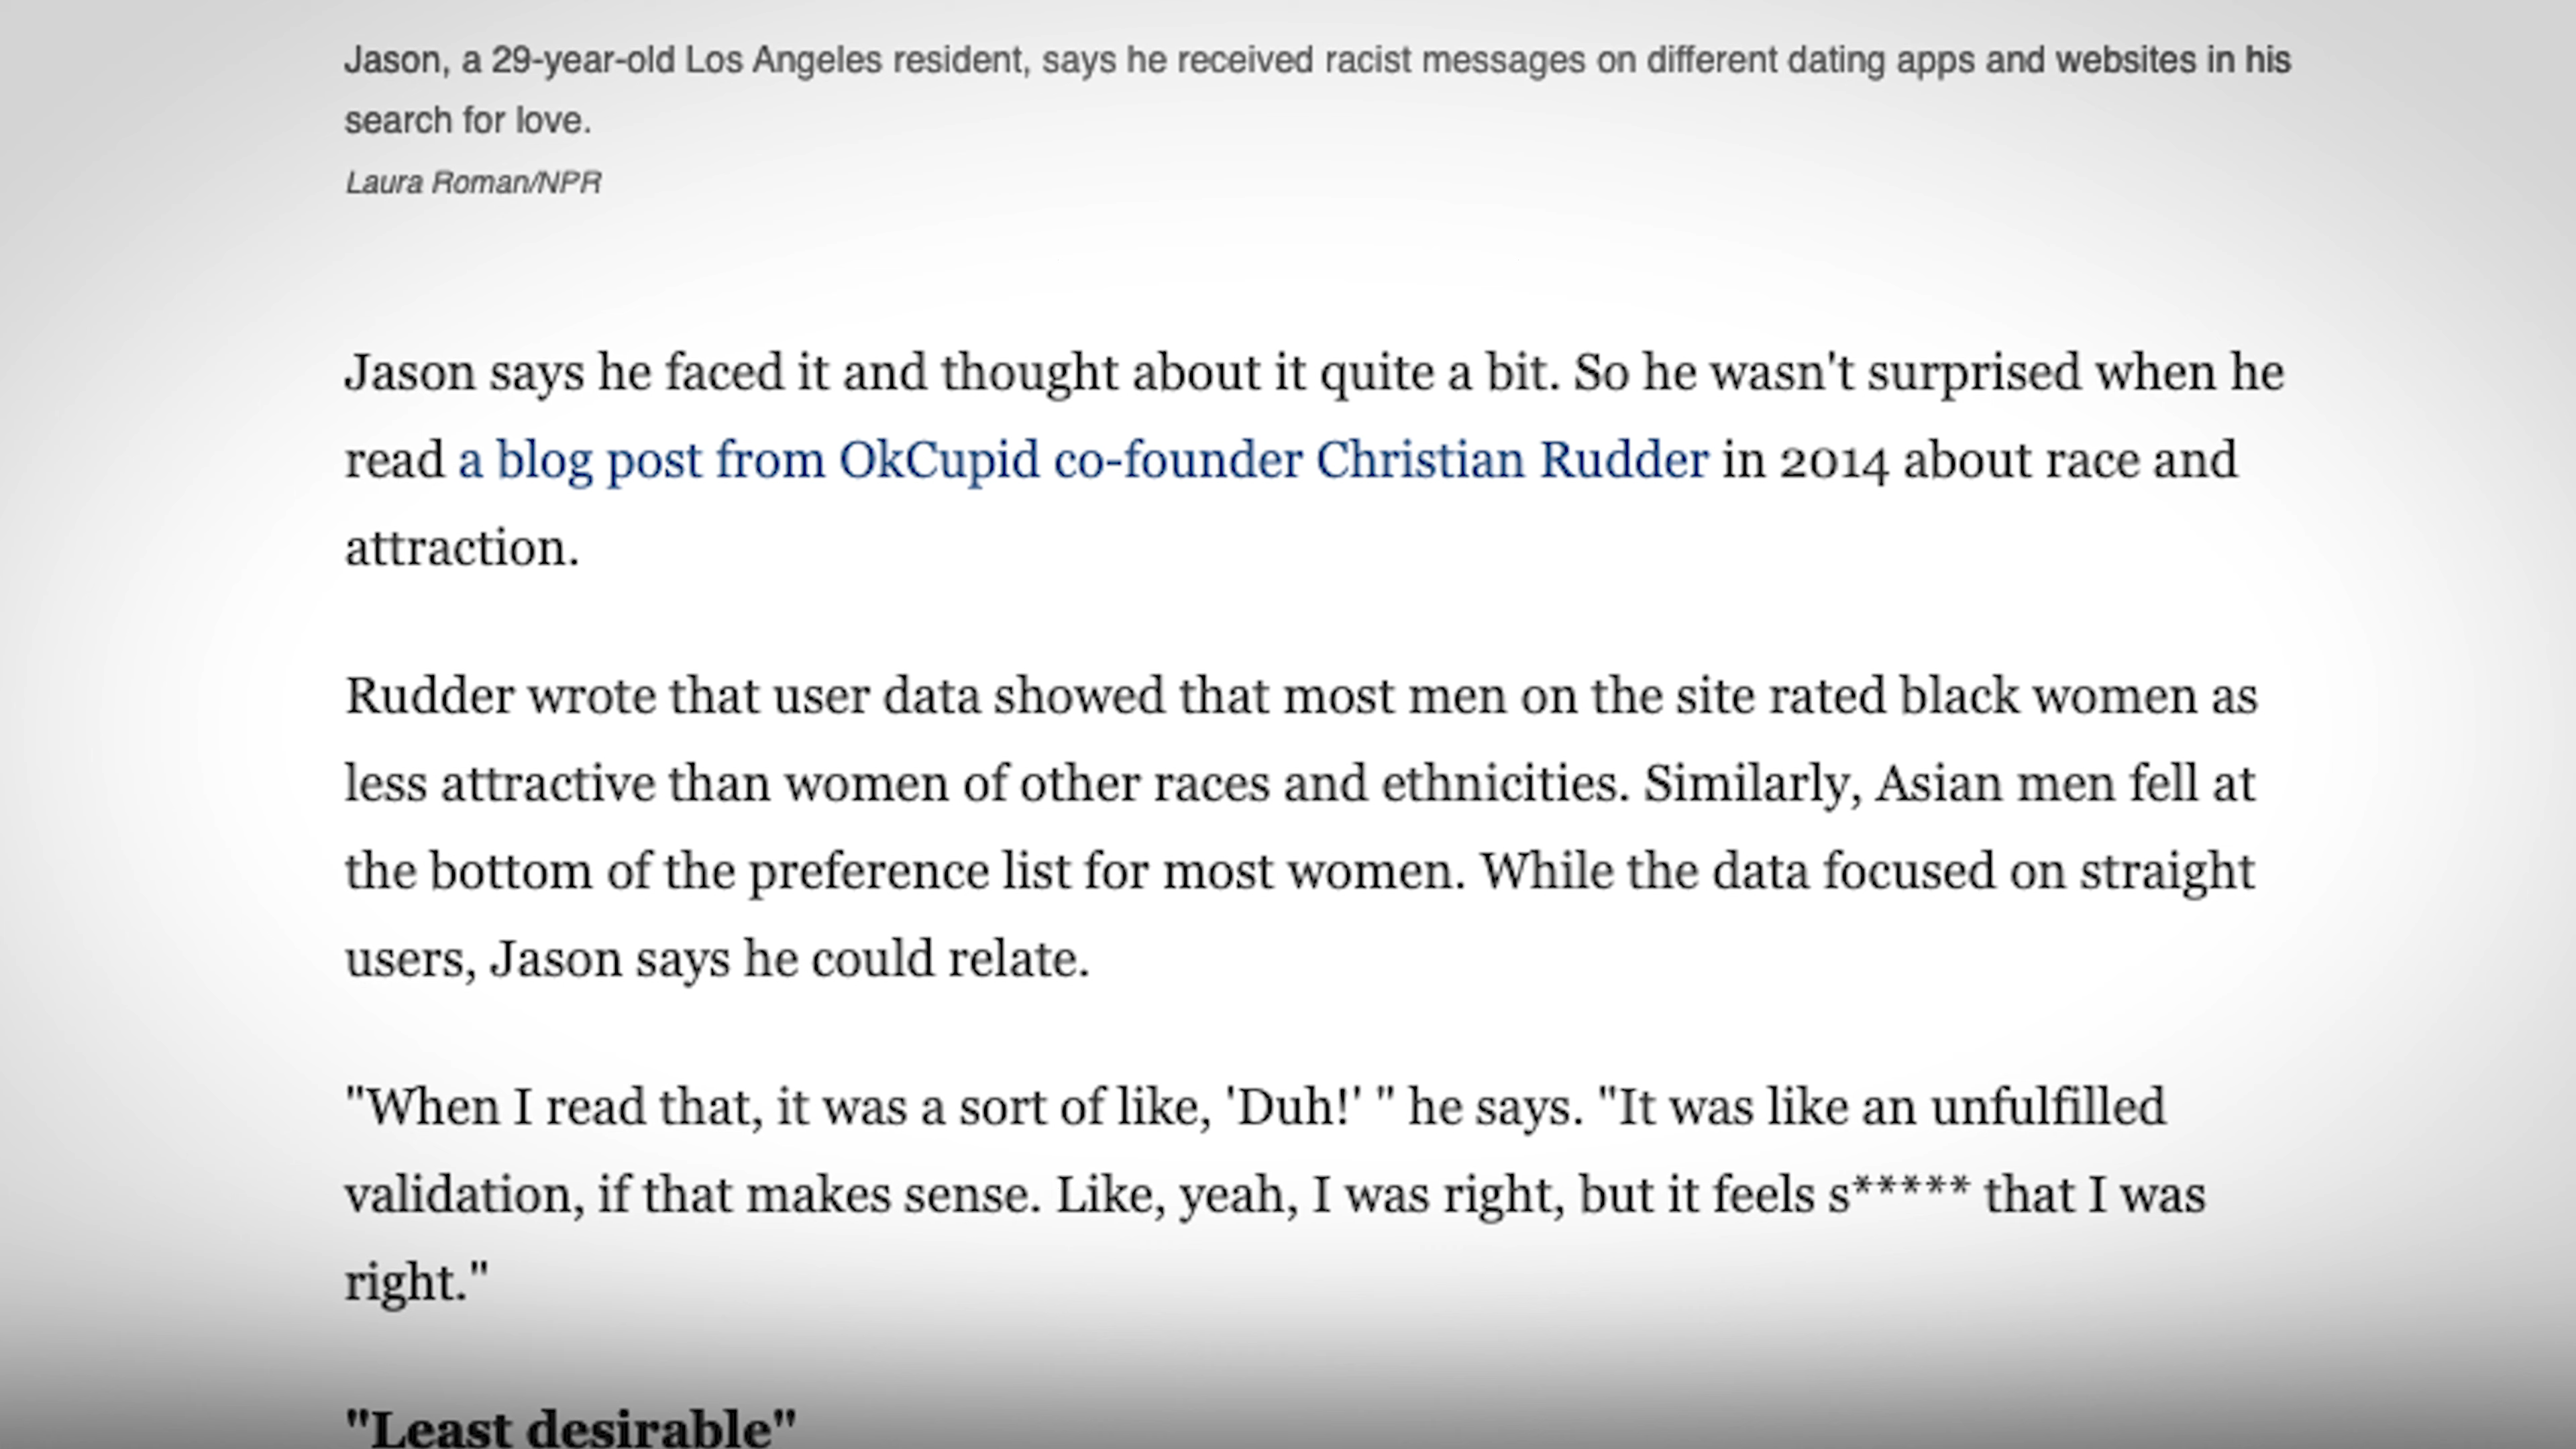 Jason, a 29-year-old Los Angeles resident, says he received racist messages on different dating apps and websites in his
search for love.
Laura Roman/NPR
Jason says he faced it and thought about it quite a bit. So he wasn't surprised when he
read a blog post from OkCupid co-founder Christian Rudder in 2014 about race and
attraction.
Rudder wrote that user data showed that most men on the site rated black women as
less attractive than women of other races and ethnicities. Similarly, Asian men fell at
the bottom of the preference list for most women. While the data focused on straight
users, Jason says he could relate.
"When I read that, it was a sort of like, 'Duh!' " he says. "It was like an unfulfilled
validation, if that makes sense. Like, yeah, I was right, but it feels s***** that I was
right."
"Least desirable"